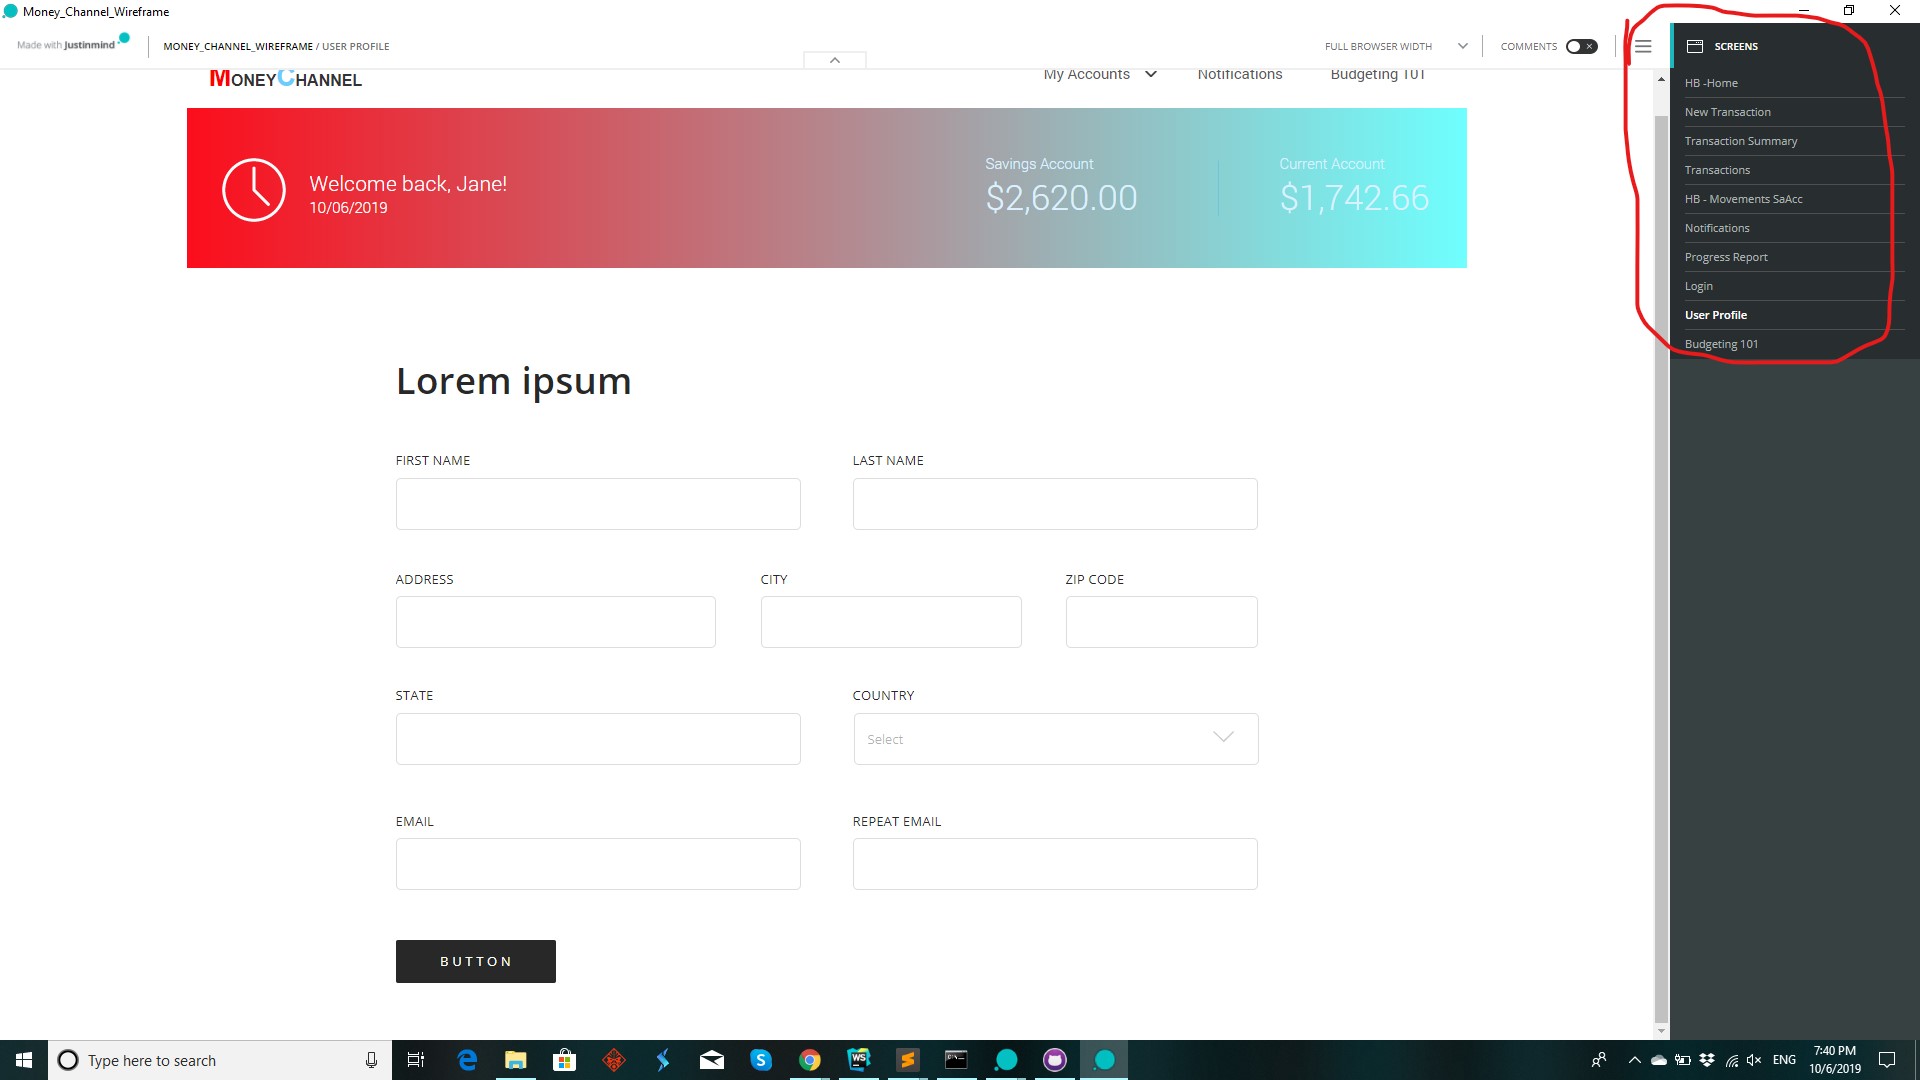 Money_Channel_Wireframe
Made with Justinmind
MONEY_CHANNEL_WIREFRAME / USER PROFILE
FULL BROWSER WIDTH
COMMENTS
MONEYCHANNEL
My Accounts
Notifications
Budgeting 101
Welcome back, Jane!
10/06/2019
Savings Account
$2,620.00
Current Account
$1,742.66
Lorem ipsum
FIRST NAME
LAST NAME
ADDRESS
CITY
ZIP CODE
STATE
COUNTRY
Select
EMAIL
REPEAT EMAIL
BUTTON
SCREENS
HB -Home
New Transaction
Transaction Summary
Transactions
HB - Movements SaAcc
Notifications
Progress Report
Login
User Profile
Budgeting 101
Type here to search
WS
ENG
7:40 PM
10/6/2019